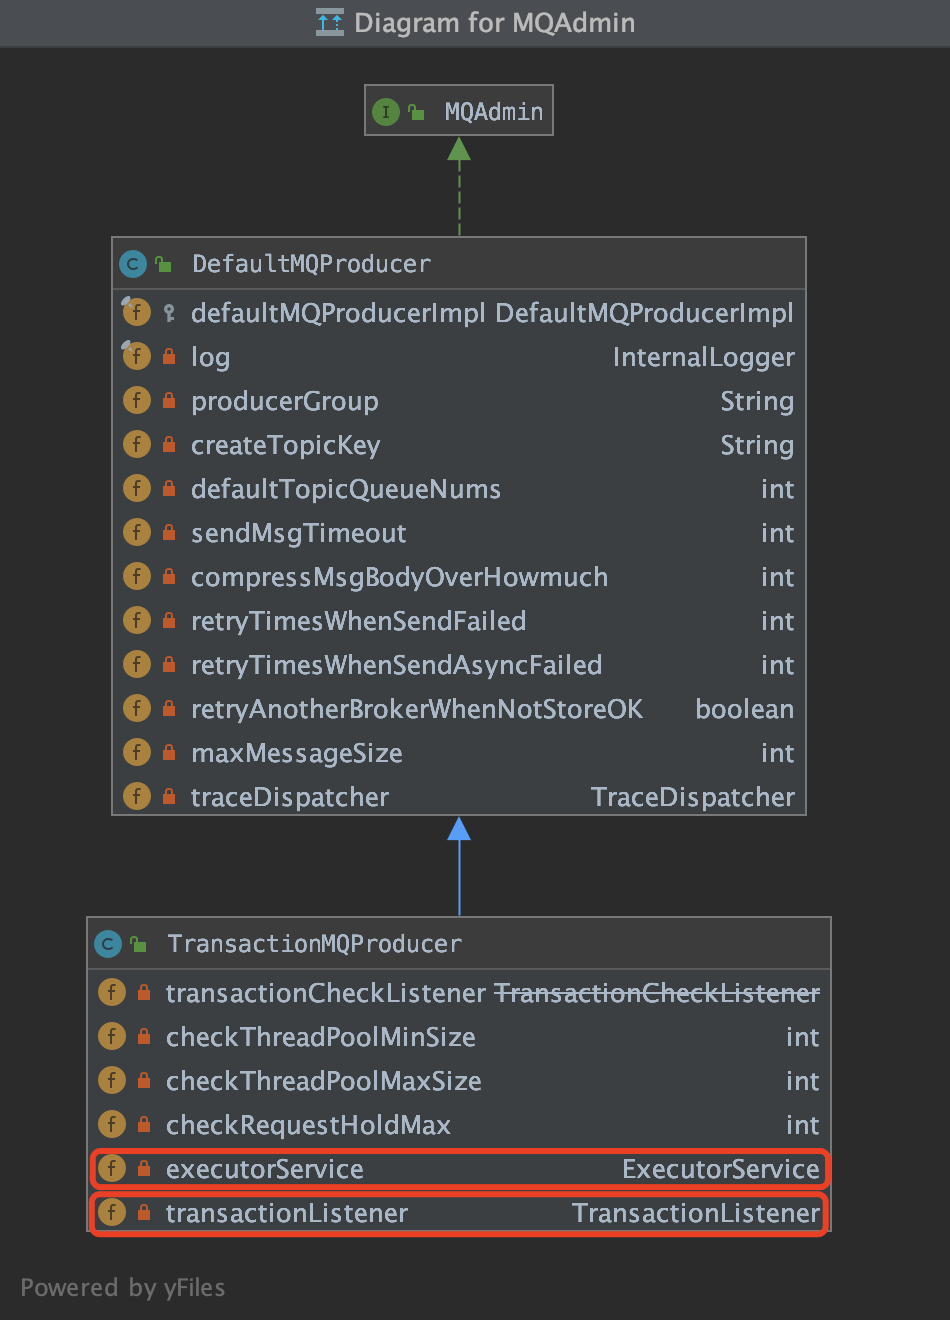 Diagram for MQAdmin
I MQAdmin
C DefaultMQProducer
f defaultMQProducerImpl DefaultMQProducerImpl
f log InternalLogger
f producerGroup String
f createTopicKey String
f defaultTopicQueueNums int
f sendMsgTimeout int
f compressMsgBodyOverHowmuch int
f retryTimesWhenSendFailed int
f retryTimesWhenSendAsyncFailed int
f retryAnotherBrokerWhenNotStoreOK boolean
f maxMessageSize int
f traceDispatcher TraceDispatcher
C TransactionMQProducer
f transactionCheckListener TransactionCheckListener
f checkThreadPoolMinSize int
f checkThreadPoolMaxSize int
f checkRequestHoldMax int
f executorService ExecutorService
f transactionListener TransactionListener
Powered by yFiles